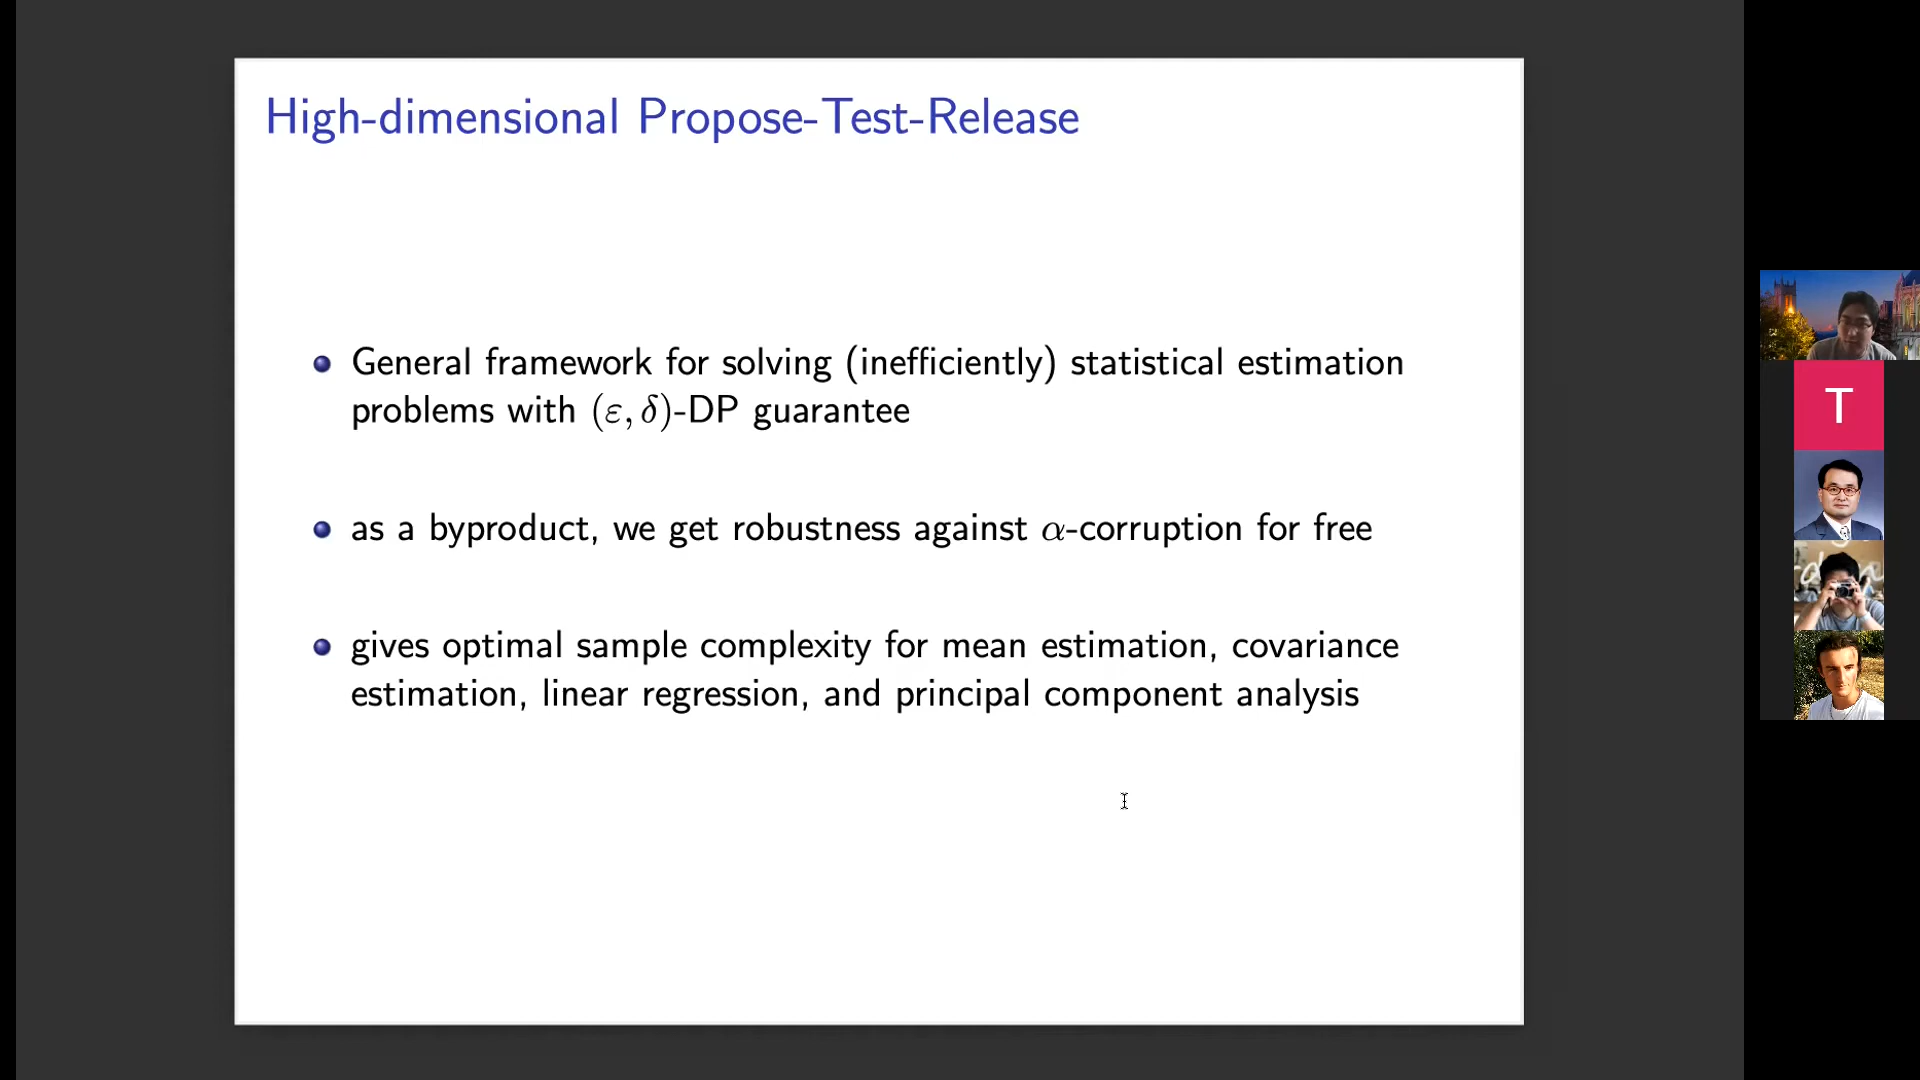 High-dimensional Propose-Test-Release
General framework for solving (inefficiently) statistical estimation
problems with (ε, δ)-DP guarantee
as a byproduct, we get robustness against α-corruption for free
gives optimal sample complexity for mean estimation, covariance
estimation, linear regression, and principal component analysis
T